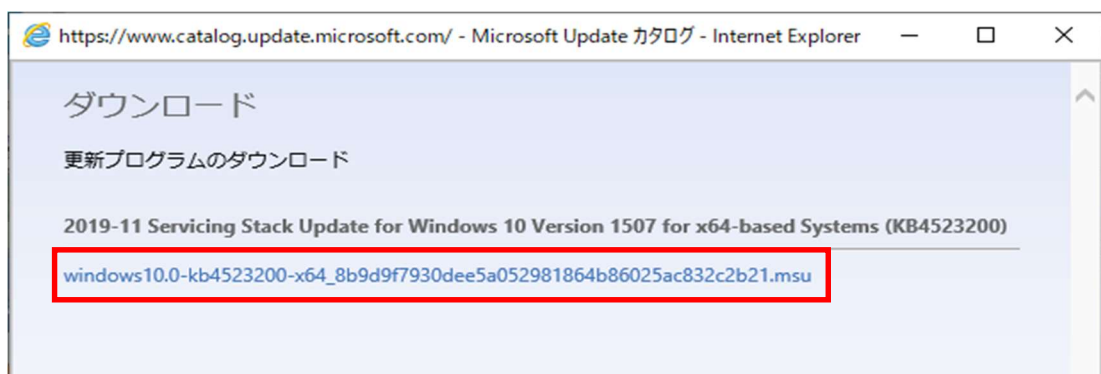 https://www.catalog.update.microsoft.com/ - Microsoft Update カタログ - Internet Explorer
ダウンロード
更新プログラムのダウンロード
2019-11 Servicing Stack Update for Windows 10 Version 1507 for x64-based Systems (KB4523200)
windows10.0-kb4523200-x64_8b9d9f7930dee5a052981864b86025ac832c2b21.msu